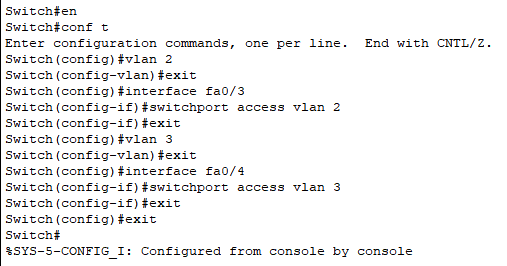 Switch#en
Switch#conf t
Enter configuration commands, one per line.  End with CNTL/Z.
Switch(config)#vlan 2
Switch(config-vlan)#exit
Switch(config)#interface fa0/3
Switch(config-if)#switchport access vlan 2
Switch(config-if)#exit
Switch(config)#vlan 3
Switch(config-vlan)#exit
Switch(config)#interface fa0/4
Switch(config-if)#switchport access vlan 3
Switch(config-if)#exit
Switch(config)#exit
Switch#
%SYS-5-CONFIG_I: Configured from console by console